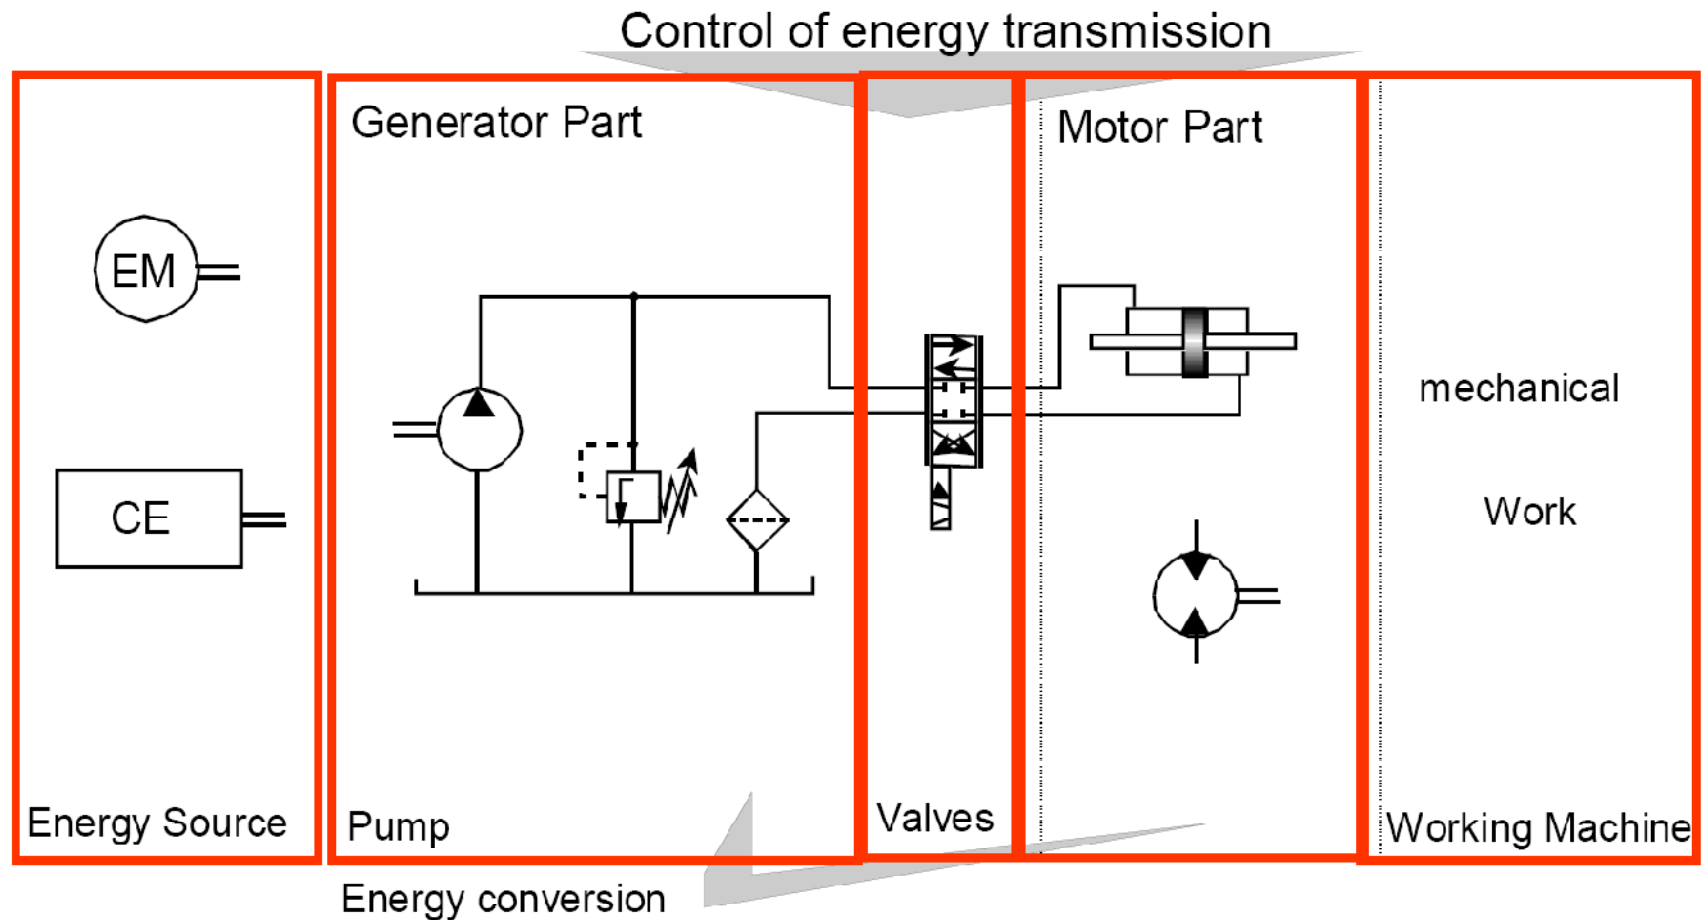 Control of energy transmission
Generator Part
Motor Part
EM
CE
mechanical
Work
Energy Source
Pump
Valves
Working Machine
Energy conversion